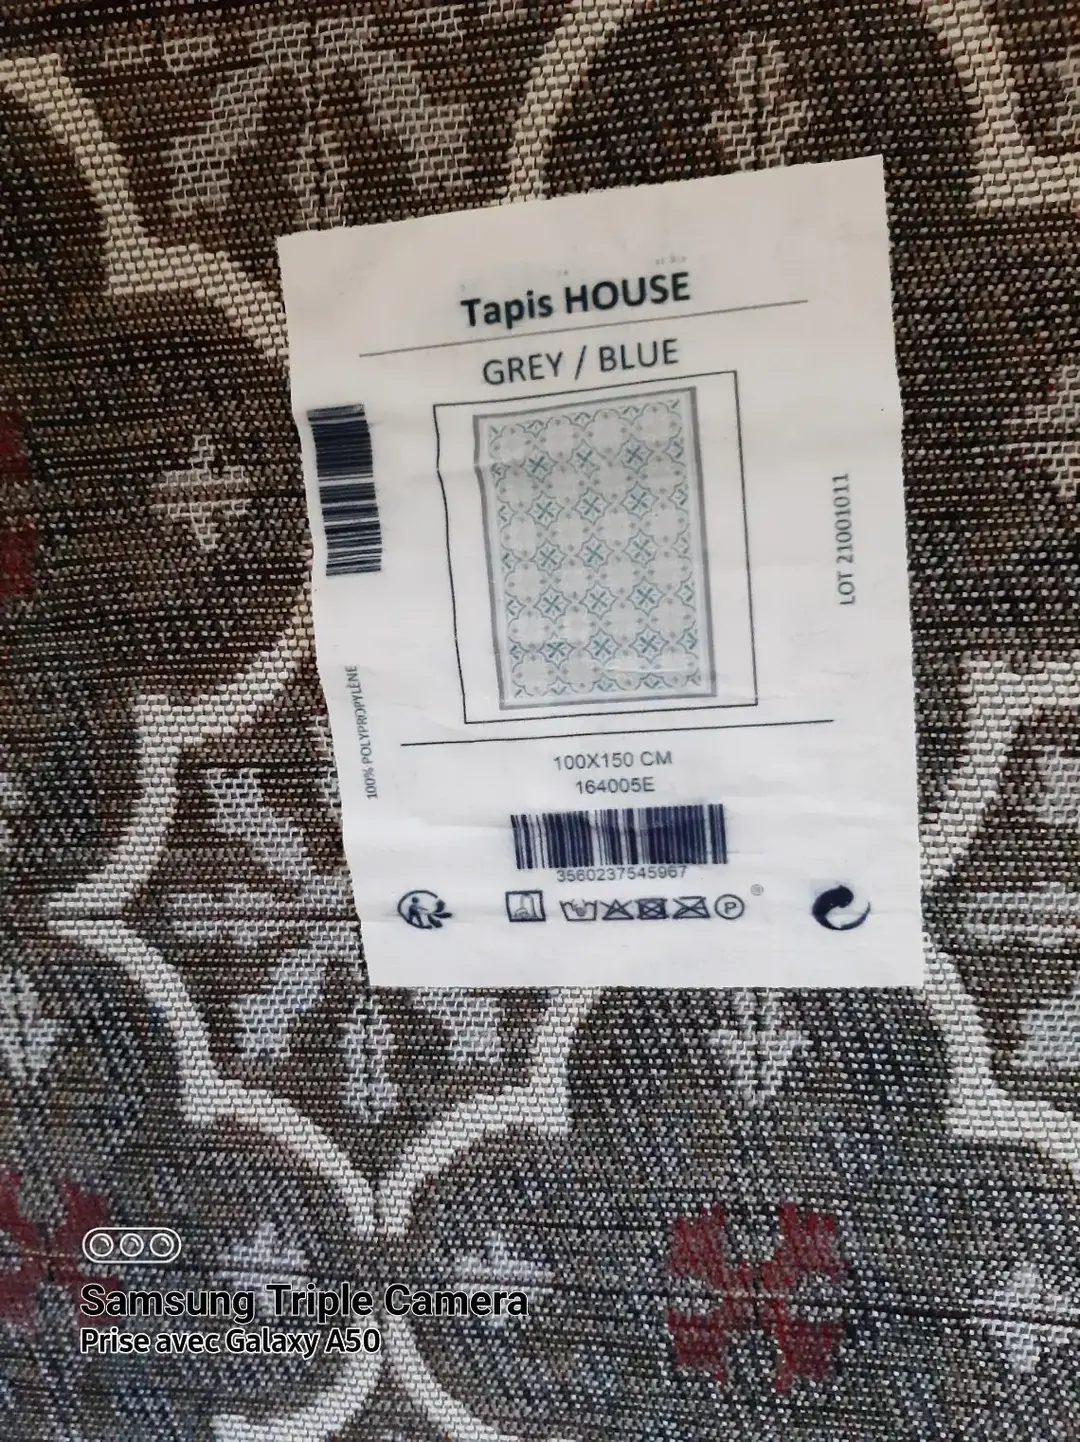 Tapis HOUSE
GREY / BLUE
LOT 21001011
100% POLYPROPYLÈNE
100X150 CM
164005E
3560237545967
P
®
Samsung Triple Camera
Prise avec Galaxy A50